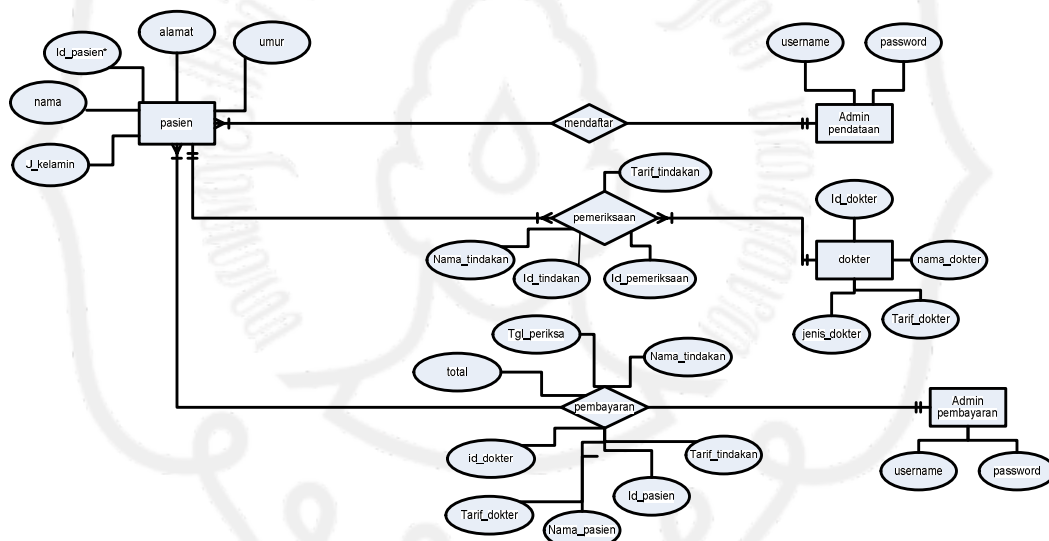 alamat
Id_pasien*
umur
nama
pasien
J_kelamin
username
password
mendaftar
Admin
pendataan
Tarif_tindakan
pemeriksaan
Nama_tindakan
Id_tindakan
Id_pemeriksaan
Id_dokter
dokter
nama_dokter
jenis_dokter
Tarif_dokter
Tgl_periksa
total
Nama_tindakan
pembayaran
Admin
pembayaran
id_dokter
Tarif_tindakan
username
password
Id_pasien
Tarif_dokter
Nama_pasien